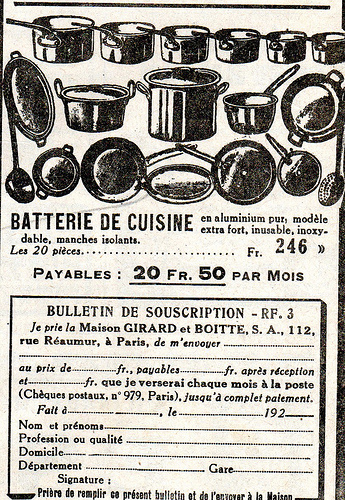 BATTERIE DE CUISINE en aluminium pur, modèle
extra fort, inusable, inoxy-
dable, manches isolants.
Les 20 pièces........................ Fr. 246 »
PAYABLES : 20 FR. 50 PAR MOIS
BULLETIN DE SOUSCRIPTION - RF. 3
Je prie la Maison GIRARD et BOITTE, S. A., 112,
rue Réaumur, à Paris, de m'envoyer
au prix de fr., payables fr. après réception
et fr. que je verserai chaque mois à la poste
(Chèques postaux, n° 979, Paris), jusqu'à complet paiement.
Fait à , le 192
Nom et prénoms
Profession ou qualité
Domicile
Département Gare
Signature :
Prière de remplir ce présent bulletin et de l'envoyer à la Maison